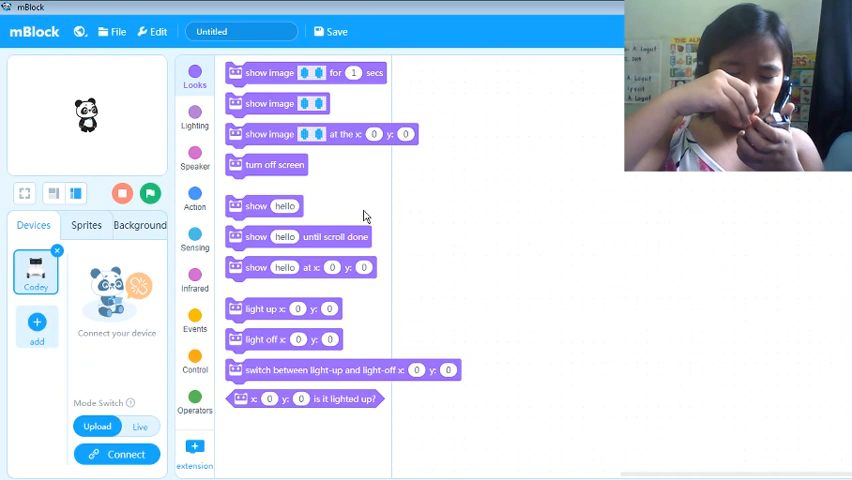 mBlock
mBlock
File
Edit
Untitled
Save
Looks
Lighting
Speaker
Action
Sensing
Infrared
Events
Control
Operators
extension
show image for 1 secs
show image
show image at the x: 0 y: 0
turn off screen
show hello
show hello until scroll done
show hello at x: 0 y: 0
light up x: 0 y: 0
light off x: 0 y: 0
switch between light-up and light-off x: 0 y: 0
x: 0 y: 0 is it lighted up?
Devices
Sprites
Background
Codey
add
Connect your device
Mode Switch ?
Upload
Live
Connect